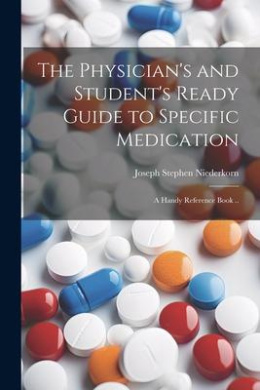 The Physician's and
Student's Ready
Guide to Specific
Medication
Joseph Stephen Niederkorn
A Handy Reference Book ..